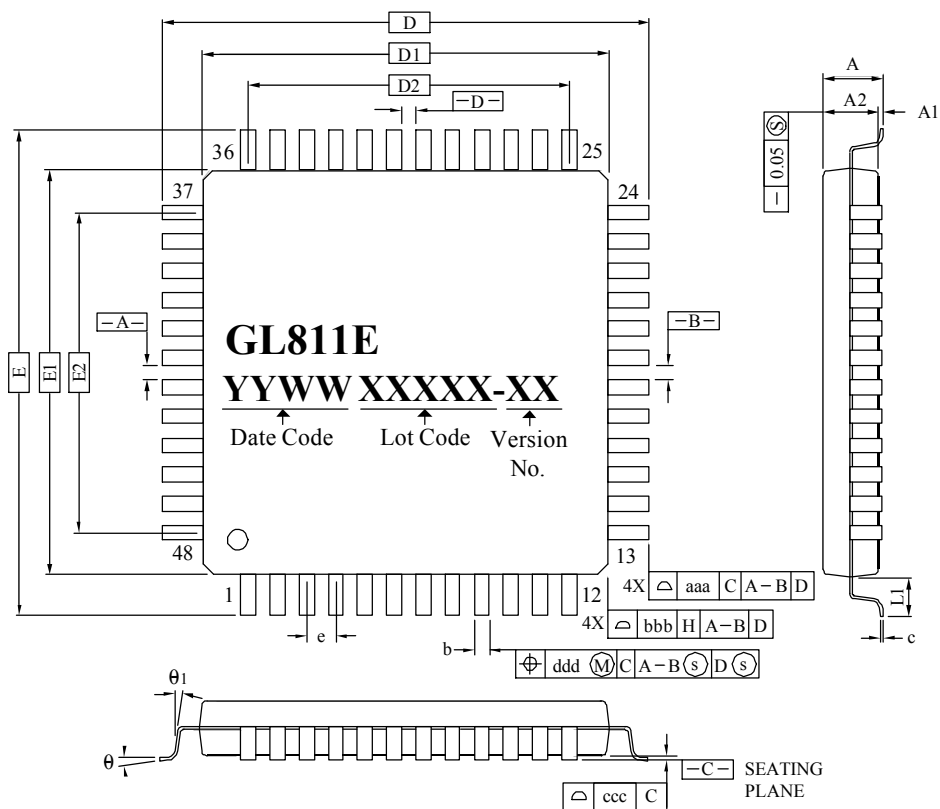 D
D1
D2
−D−
A
A2
A1
− 0.05 Ⓢ
36
25
37
24
−A−
−B−
E
E1
E2
GL811E
YYWW XXXXX-XX
Date Code
Lot Code
Version
No.
48
13
1
12
4X ⌓ aaa C A−B D
4X ⌓ bbb H A−B D
e
b
⌖ ddd Ⓜ C A−B ⓢ D ⓢ
L1
c
θ1
θ
⌓ ccc C
−C−
SEATING
PLANE